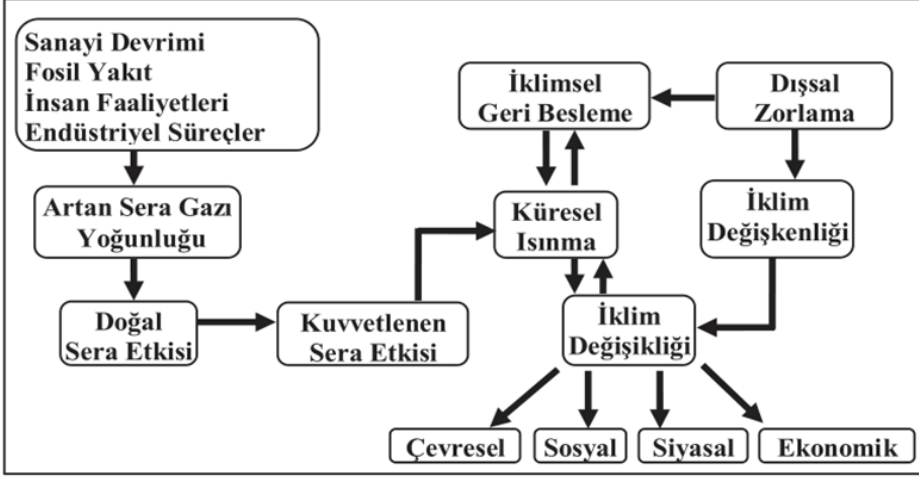 Sanayi Devrimi
Fosil Yakıt
İnsan Faaliyetleri
Endüstriyel Süreçler
Artan Sera Gazı
Yoğunluğu
Doğal
Sera Etkisi
Kuvvetlenen
Sera Etkisi
İklimsel
Geri Besleme
Dışsal
Zorlama
Küresel
Isınma
İklim
Değişkenliği
İklim
Değişikliği
Çevresel
Sosyal
Siyasal
Ekonomik